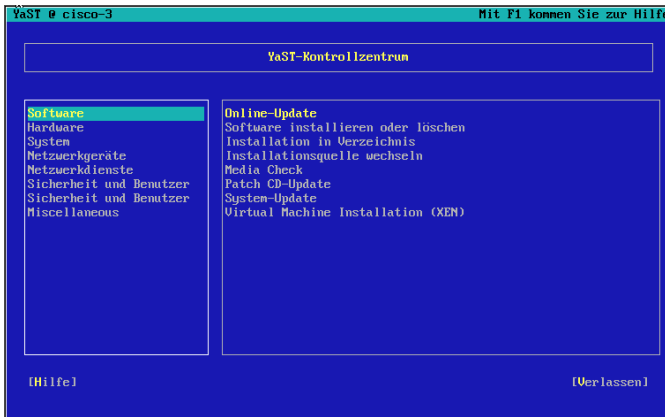 YaST @ cisco-3 Mit F1 kommen Sie zur Hilfe
YaST-Kontrollzentrum
Software
Hardware
System
Netzwerkgeräte
Netzwerkdienste
Sicherheit und Benutzer
Sicherheit und Benutzer
Miscellaneous
Online-Update
Software installieren oder löschen
Installation in Verzeichnis
Installationsquelle wechseln
Media Check
Patch CD-Update
System-Update
Virtual Machine Installation (XEN)
[Hilfe] [Verlassen]